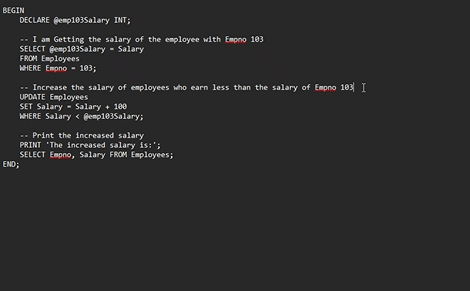 BEGIN
DECLARE @emp103Salary INT;
-- I am Getting the salary of the employee with Empno 103
SELECT @emp103Salary = Salary
FROM Employees
WHERE Empno = 103;
-- Increase the salary of employees who earn less than the salary of Empno 103
UPDATE Employees
SET Salary = Salary + 100
WHERE Salary < @emp103Salary;
-- Print the increased salary
PRINT 'The increased salary is:';
SELECT Empno, Salary FROM Employees;
END;